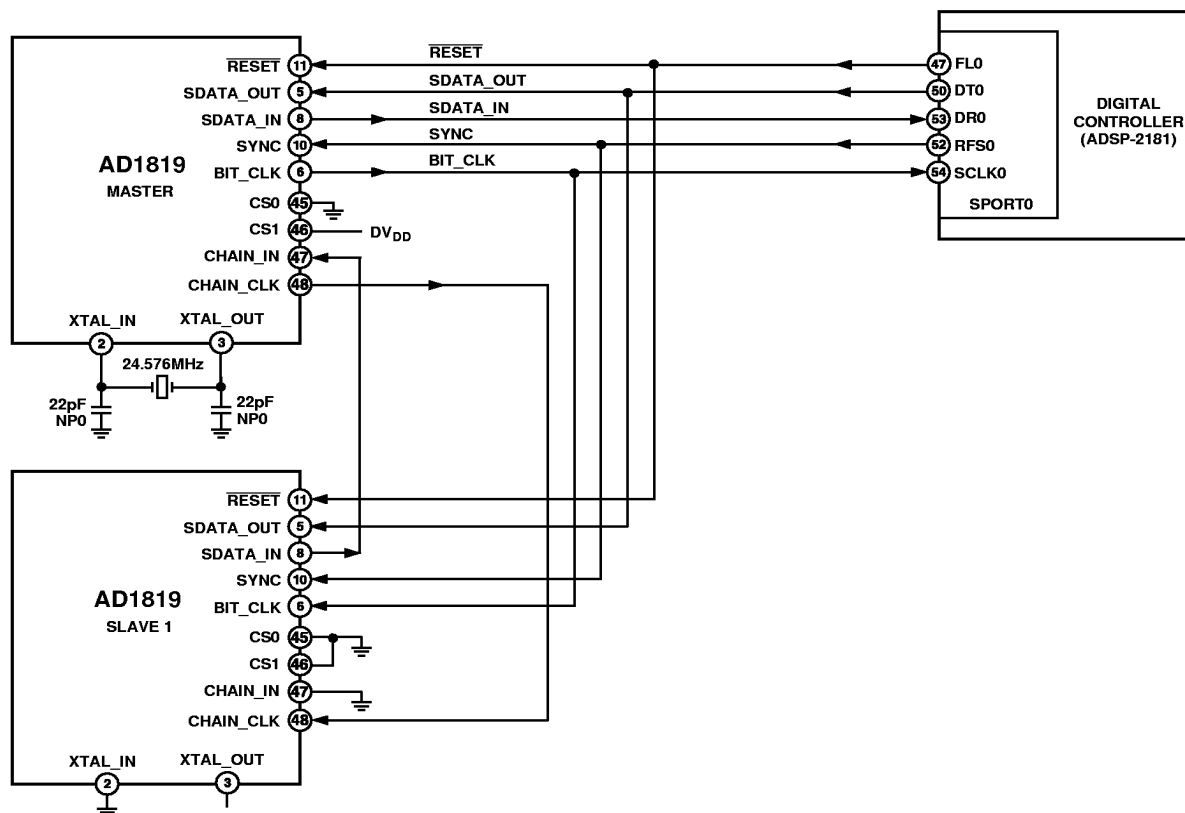 RESET 11 RESET 47 FL0
SDATA_OUT 5 SDATA_OUT 50 DT0
SDATA_IN 8 SDATA_IN 53 DR0
SYNC 10 SYNC 52 RFS0
BIT_CLK 6 BIT_CLK 54 SCLK0
AD1819
MASTER
CS0 45
CS1 46 DVDD
CHAIN_IN 47
CHAIN_CLK 48
XTAL_IN XTAL_OUT
2 3
24.576MHz
22pF
NP0
22pF
NP0
DIGITAL
CONTROLLER
(ADSP-2181)
SPORT0
RESET 11
SDATA_OUT 5
SDATA_IN 8
SYNC 10
BIT_CLK 6
AD1819
SLAVE 1
CS0 45
CS1 46
CHAIN_IN 47
CHAIN_CLK 48
XTAL_IN XTAL_OUT
2 3